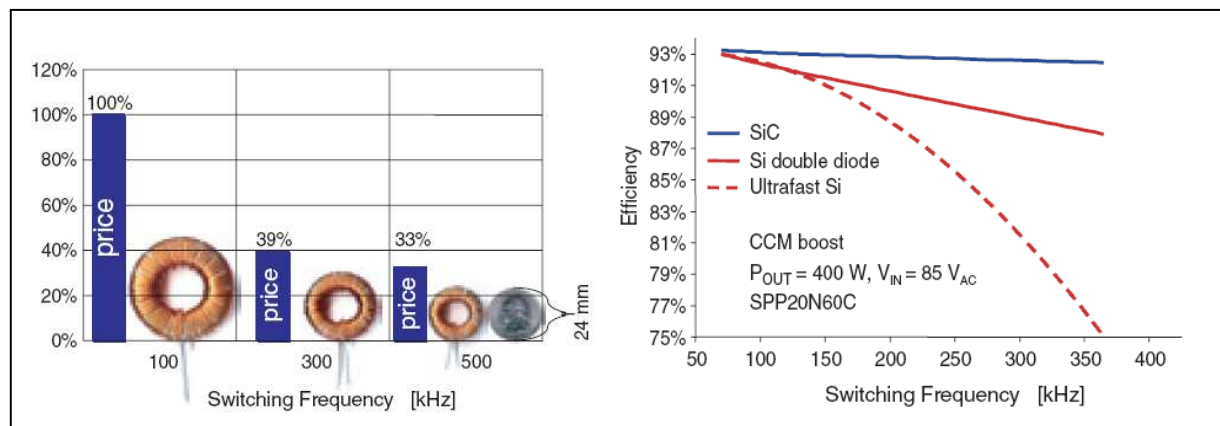 120%
100%
80%
60%
40%
20%
0%
100%
39%
33%
price
price
price
24 mm
100
300
500
Switching Frequency [kHz]
93%
91%
89%
87%
85%
83%
81%
79%
77%
75%
Efficiency
SiC
Si double diode
Ultrafast Si
CCM boost
POUT = 400 W, VIN = 85 VAC
SPP20N60C
50
100
150
200
250
300
350
400
Switching Frequency [kHz]